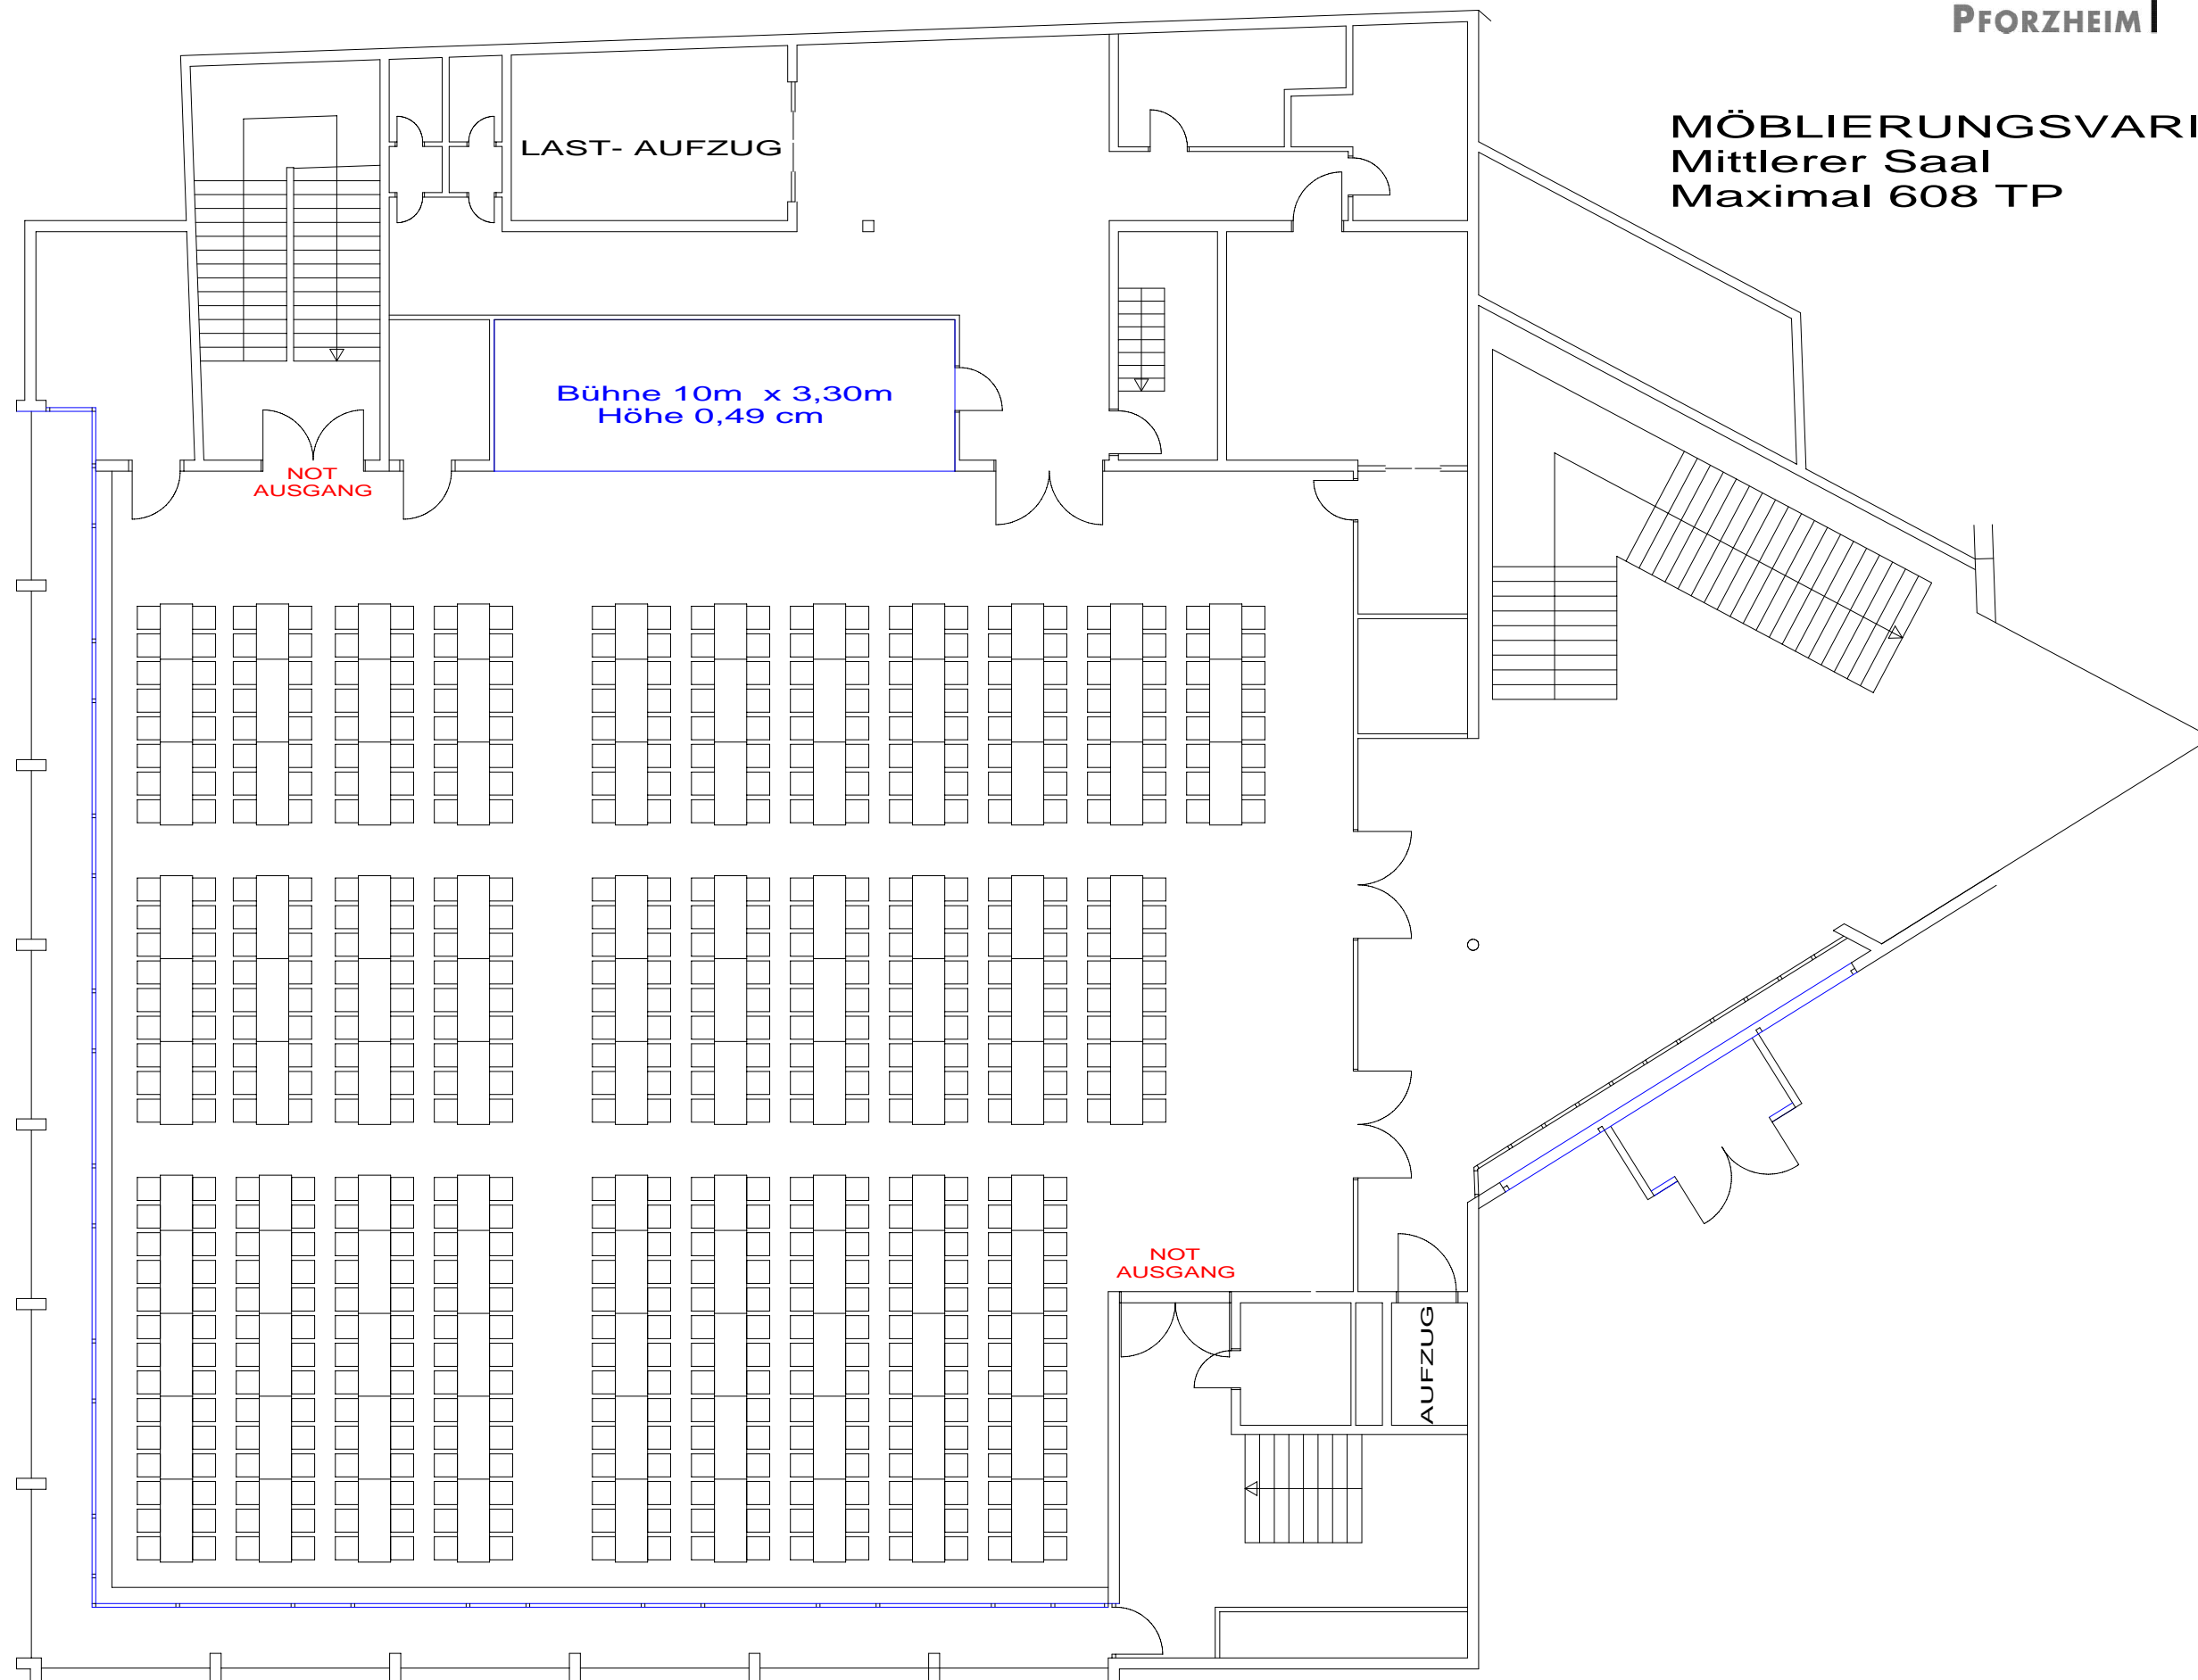 PFORZHEIM
MÖBLIERUNGSVARI
Mittlerer Saal
Maximal 608 TP
LAST- AUFZUG
Bühne 10m x 3,30m
Höhe 0,49 cm
NOT
AUSGANG
NOT
AUSGANG
AUFZUG